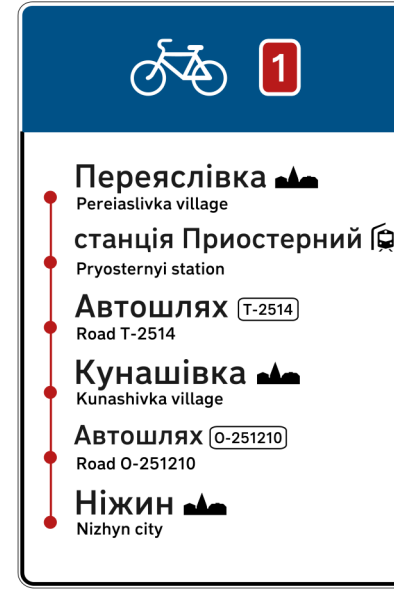 1
Переяслівка
Pereiaslivka village
станція Приостерний
Pryosternyi station
Автошлях T-2514
Road T-2514
Кунашівка
Kunashivka village
Автошлях О-251210
Road O-251210
Ніжин
Nizhyn city